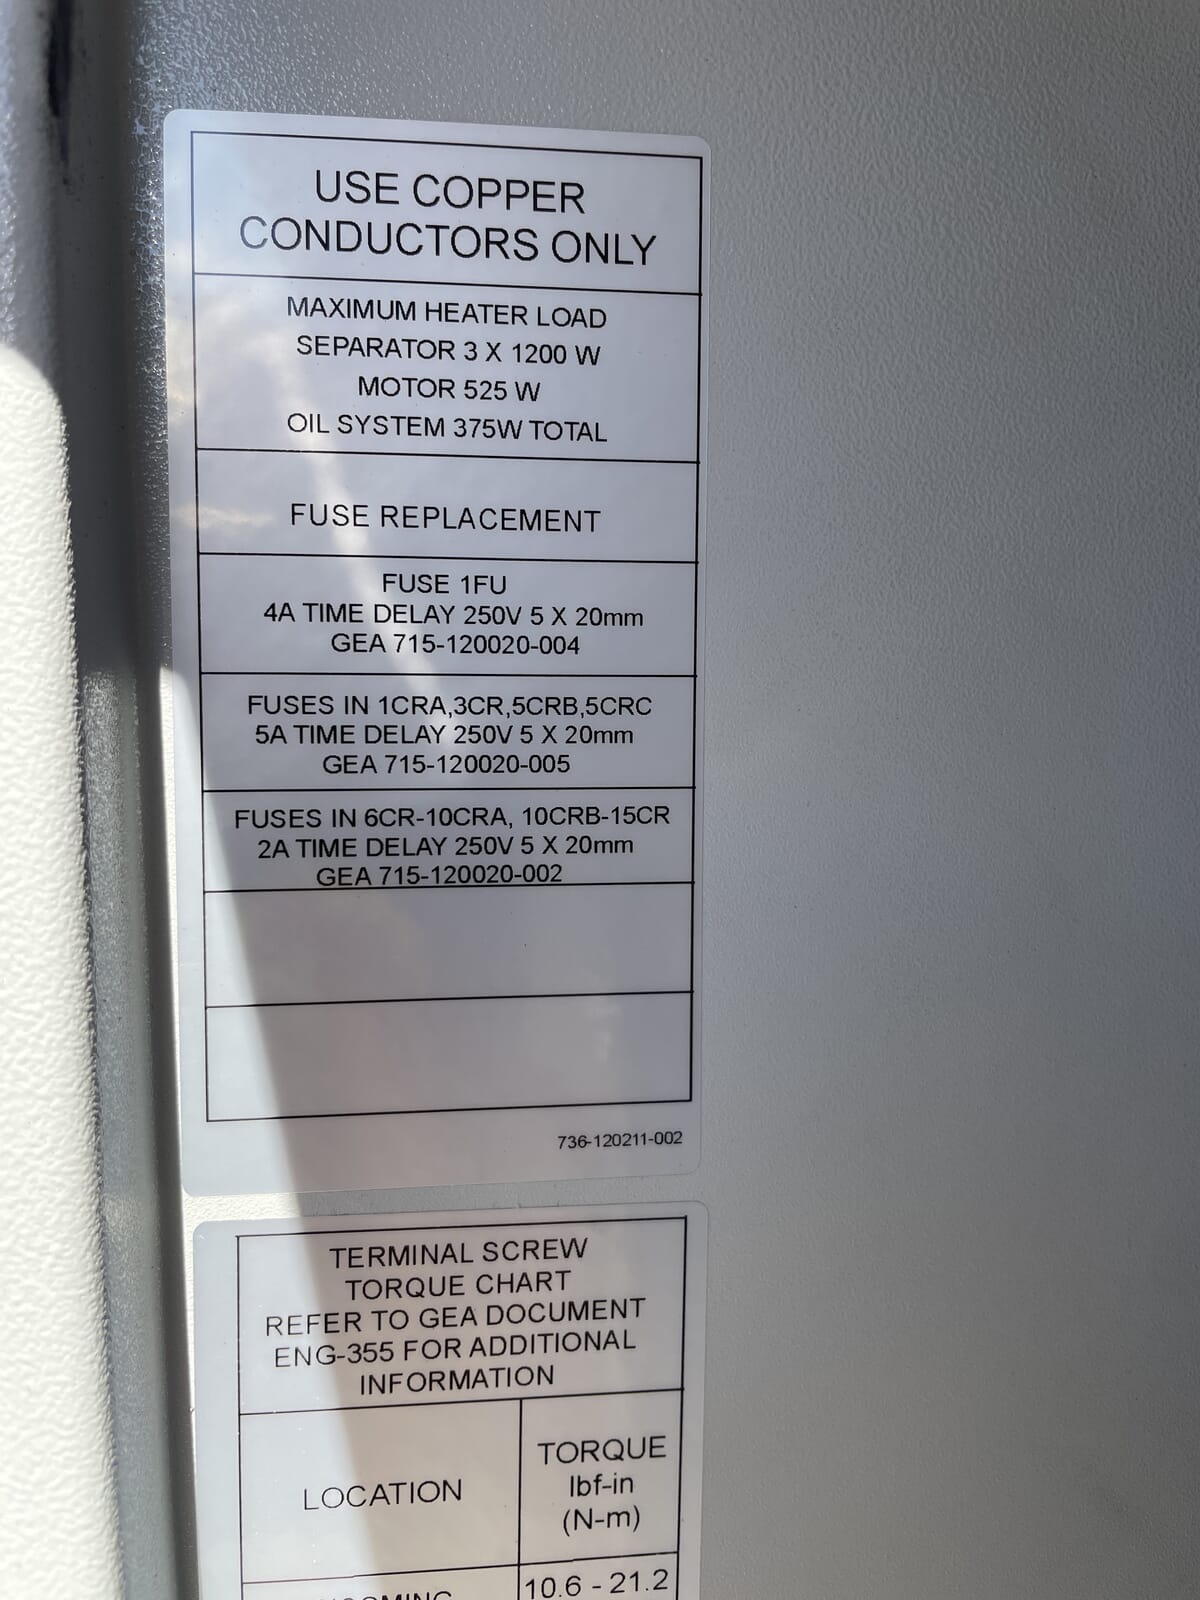 USE COPPER
CONDUCTORS ONLY
MAXIMUM HEATER LOAD
SEPARATOR 3 X 1200 W
MOTOR 525 W
OIL SYSTEM 375W TOTAL
FUSE REPLACEMENT
FUSE 1FU
4A TIME DELAY 250V 5 X 20mm
GEA 715-120020-004
FUSES IN 1CRA,3CR,5CRB,5CRC
5A TIME DELAY 250V 5 X 20mm
GEA 715-120020-005
FUSES IN 6CR-10CRA, 10CRB-15CR
2A TIME DELAY 250V 5 X 20mm
GEA 715-120020-002
736-120211-002
TERMINAL SCREW
TORQUE CHART
REFER TO GEA DOCUMENT
ENG-355 FOR ADDITIONAL
INFORMATION
LOCATION
TORQUE
lbf-in
(N-m)
10.6 - 21.2